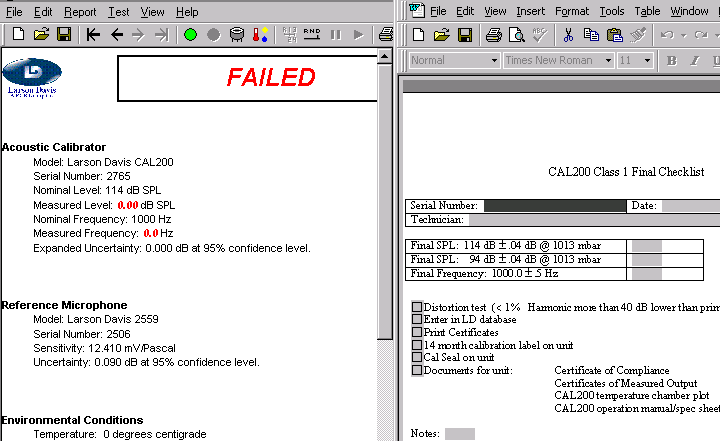 File Edit Report Test View Help
FAILED
LD
Larson Davis
Acoustic Calibrator
Model: Larson Davis CAL200
Serial Number: 2765
Nominal Level: 114 dB SPL
Measured Level: 0.00 dB SPL
Nominal Frequency: 1000 Hz
Measured Frequency: 0.0 Hz
Expanded Uncertainty: 0.000 dB at 95% confidence level.
Reference Microphone
Model: Larson Davis 2559
Serial Number: 2506
Sensitivity: 12.410 mV/Pascal
Uncertainty: 0.090 dB at 95% confidence level.
Environmental Conditions
Temperature: 0 degrees centigrade
File Edit View Insert Format Tools Table Window
Normal Times New Roman 11 B I U
CAL200 Class 1 Final Checklist
Serial Number: Date:
Technician:
Final SPL: 114 dB ± .04 dB @ 1013 mbar
Final SPL: 94 dB ± .04 dB @ 1013 mbar
Final Frequency: 1000.0 ± .5 Hz
Distortion test (< 1% Harmonic more than 40 dB lower than prim
Enter in LD database
Print Certificates
14 month calibration label on unit
Cal Seal on unit
Documents for unit: Certificate of Compliance
Certificates of Measured Output
CAL200 temperature chamber plot
CAL200 operation manual/spec sheet
Notes: